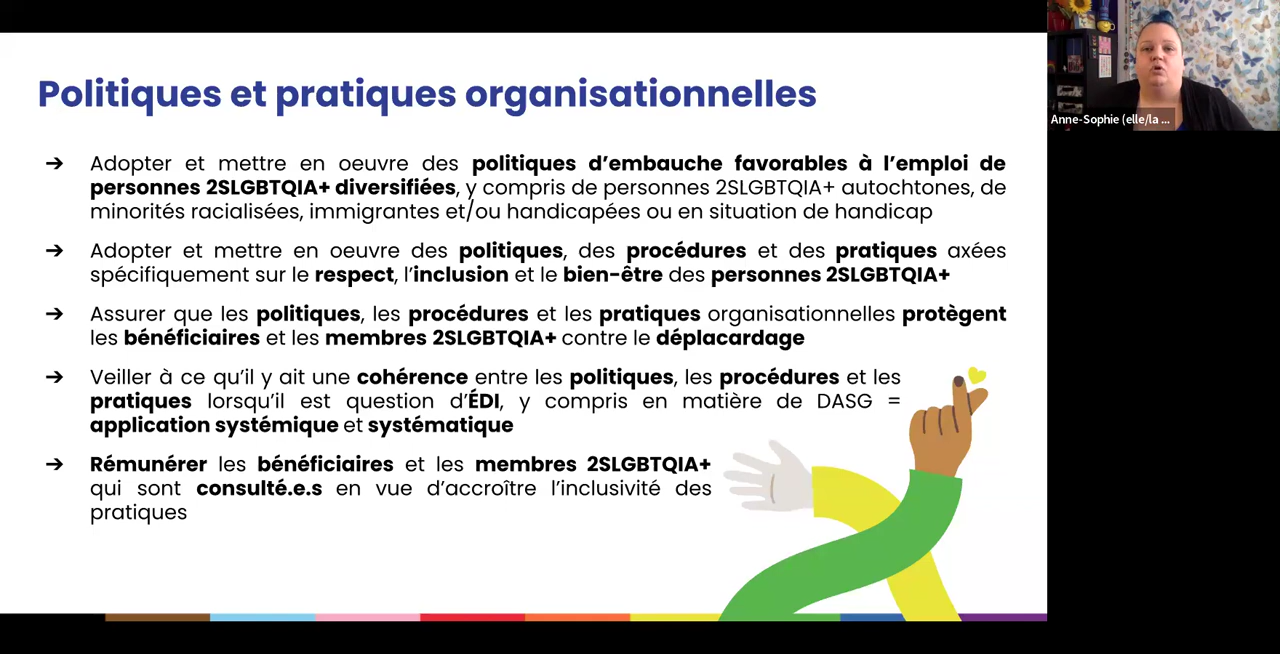 Politiques et pratiques organisationnelles
➔ Adopter et mettre en oeuvre des politiques d’embauche favorables à l’emploi de
personnes 2SLGBTQIA+ diversifiées, y compris de personnes 2SLGBTQIA+ autochtones, de
minorités racialisées, immigrantes et/ou handicapées ou en situation de handicap
➔ Adopter et mettre en oeuvre des politiques, des procédures et des pratiques axées
spécifiquement sur le respect, l’inclusion et le bien-être des personnes 2SLGBTQIA+
➔ Assurer que les politiques, les procédures et les pratiques organisationnelles protègent
les bénéficiaires et les membres 2SLGBTQIA+ contre le déplacardage
➔ Veiller à ce qu’il y ait une cohérence entre les politiques, les procédures et les
pratiques lorsqu’il est question d’ÉDI, y compris en matière de DASG =
application systémique et systématique
➔ Rémunérer les bénéficiaires et les membres 2SLGBTQIA+
qui sont consulté.e.s en vue d’accroître l’inclusivité des
pratiques
Anne-Sophie (elle/la ...